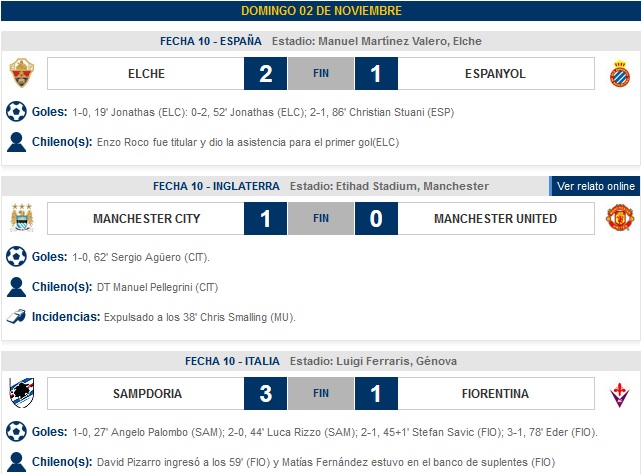 DOMINGO 02 DE NOVIEMBRE
FECHA 10 - ESPAÑA Estadio: Manuel Martínez Valero, Elche
ELCHE 2 FIN 1 ESPANYOL
Goles: 1-0, 19' Jonathas (ELC): 0-2, 52' Jonathas (ELC); 2-1, 86' Christian Stuani (ESP)
Chileno(s): Enzo Roco fue titular y dio la asistencia para el primer gol(ELC)
FECHA 10 - INGLATERRA Estadio: Etihad Stadium, Manchester Ver relato online
MANCHESTER CITY 1 FIN 0 MANCHESTER UNITED
Goles: 1-0, 62' Sergio Agüero (CIT).
Chileno(s): DT Manuel Pellegrini (CIT)
Incidencias: Expulsado a los 38' Chris Smalling (MU).
FECHA 10 - ITALIA Estadio: Luigi Ferraris, Génova
SAMPDORIA 3 FIN 1 FIORENTINA
Goles: 1-0, 27' Angelo Palombo (SAM); 2-0, 44' Luca Rizzo (SAM); 2-1, 45+1' Stefan Savic (FIO); 3-1, 78' Eder (FIO).
Chileno(s): David Pizarro ingresó a los 59' (FIO) y Matías Fernández estuvo en el banco de suplentes (FIO)